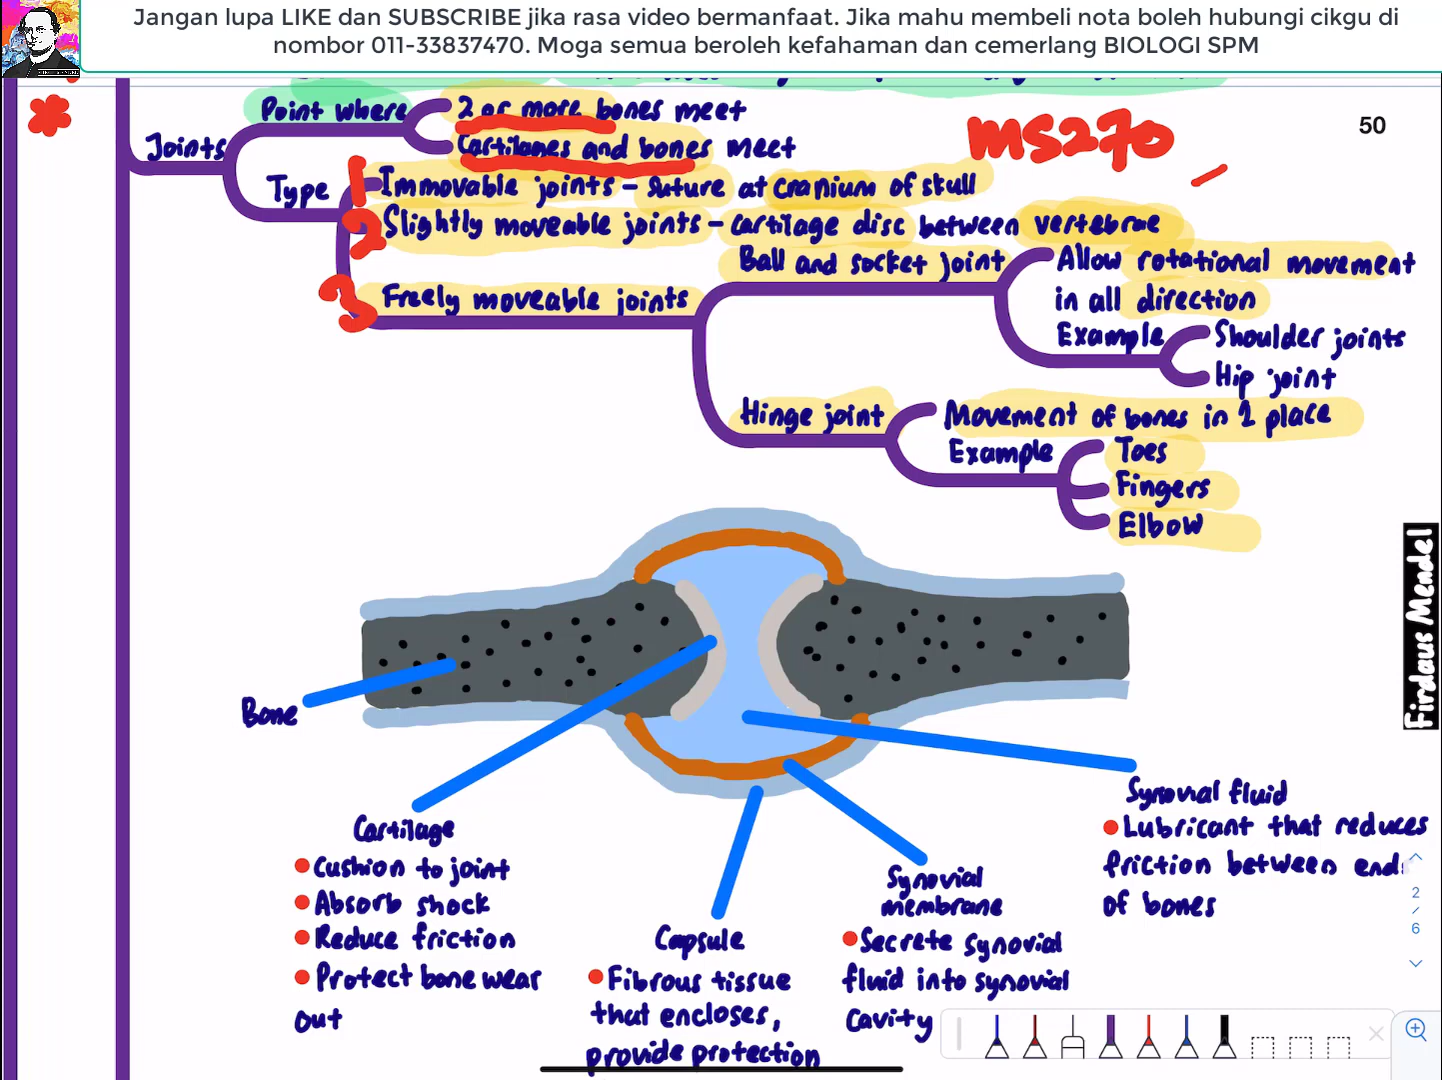 Jangan lupa LIKE dan SUBSCRIBE jika rasa video bermanfaat. Jika mahu membeli nota boleh hubungi cikgu di
nombor 011-33837470. Moga semua beroleh kefahaman dan cemerlang BIOLOGI SPM
50
Joints
Point where
2 or more bones meet
Cartilages and bones meet
MS270
Type
1
Immovable joints - Suture at cranium of skull
2
Slightly moveable joints - cartilage disc between vertebrae
3
Freely moveable joints
Ball and socket joint
Allow rotational movement
in all direction
Example
Shoulder joints
Hip joint
Hinge joint
Movement of bones in 1 place
Example
Toes
Fingers
Elbow
Firdaus Mendel
Bone
Cartilage
Cushion to joint
Absorb shock
Reduce friction
Protect bone wear
out
Capsule
Fibrous tissue
that encloses,
provide protection
Synovial
membrane
Secrete synovial
fluid into synovial
cavity
Synovial fluid
Lubricant that reduces
friction between ends
of bones
2
/
6